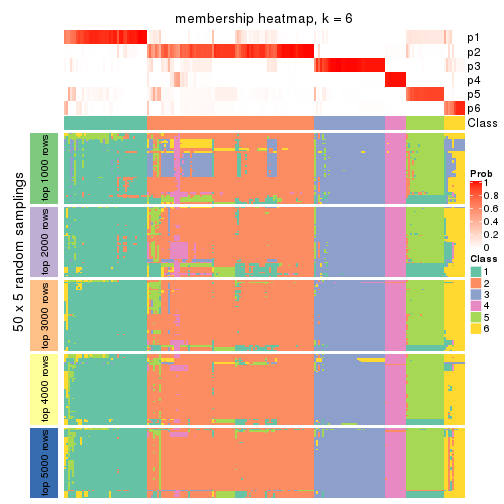 membership heatmap, k = 6
p1
p2
p3
p4
p5
p6
Class
50 x 5 random samplings
top 1000 rows
top 2000 rows
top 3000 rows
top 4000 rows
top 5000 rows
Prob
1
0.8
0.6
0.4
0.2
0
Class
1
2
3
4
5
6